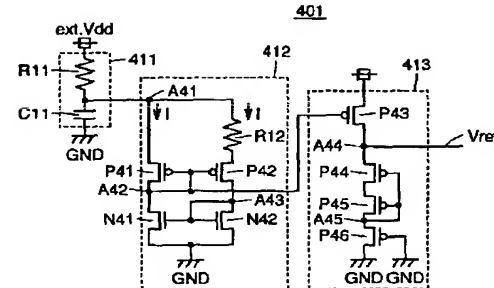 401
ext.Vdd
R11
411
C11
GND
412
A41
I
I
R12
P41
P42
A42
A43
N41
N42
GND
413
P43
A44
P44
P45
A45
P46
GND
GND